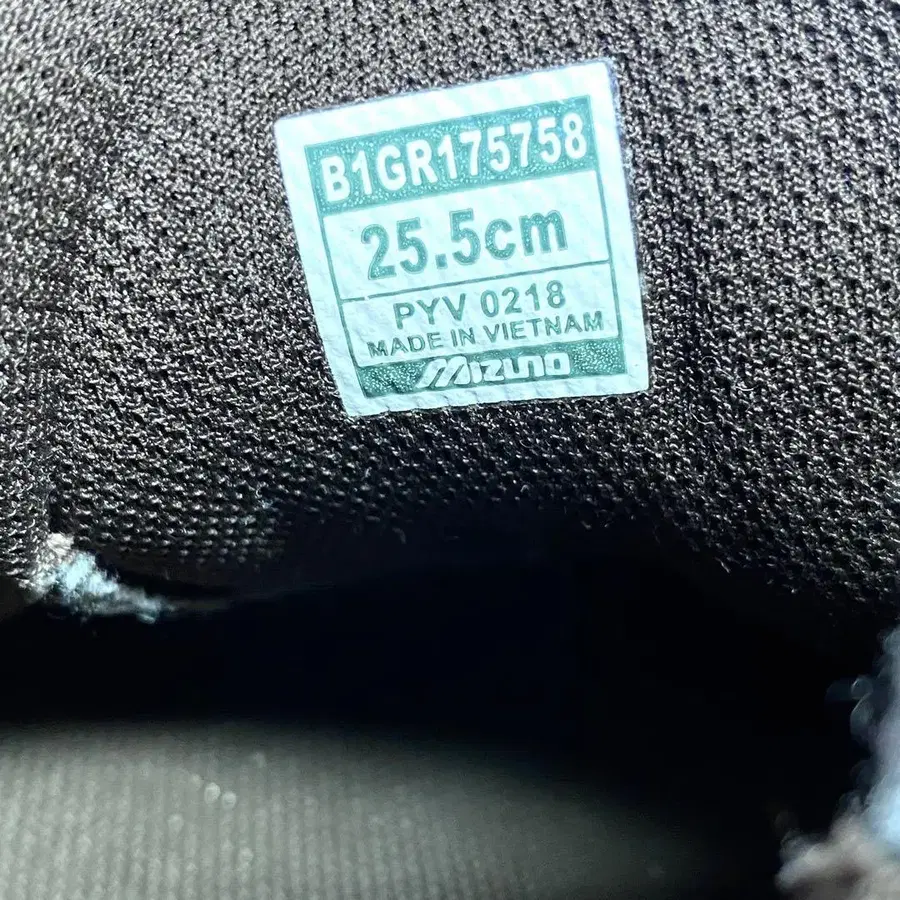 B1GR175758
25.5cm
PYV 0218
MADE IN VIETNAM
Mizuno